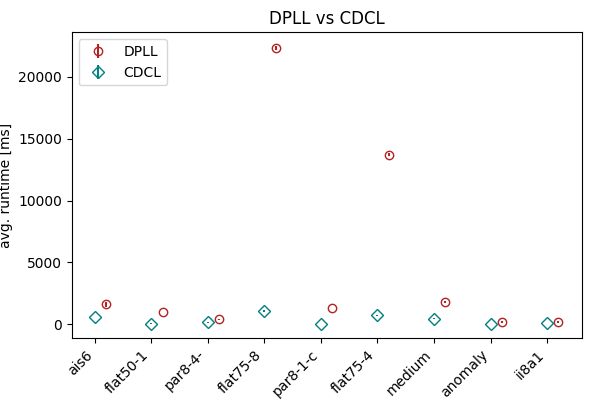 DPLL vs CDCL
DPLL
CDCL
avg. runtime [ms]
20000
15000
10000
5000
0
ais6
flat50-1
par8-4-
flat75-8
par8-1-c
flat75-4
medium
anomaly
ii8a1